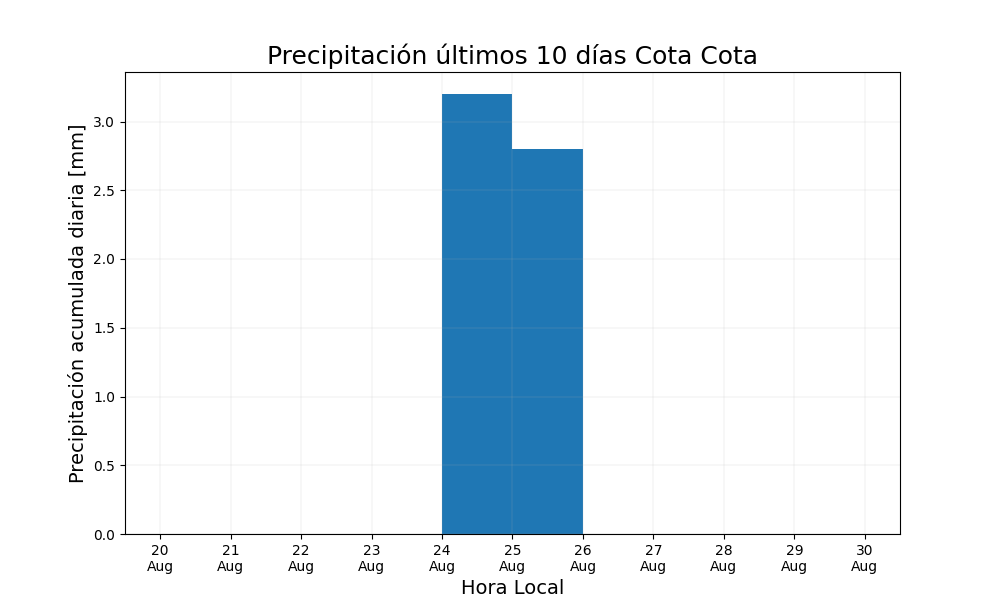 Precipitación últimos 10 días Cota Cota
Precipitación acumulada diaria [mm]
3.0
2.5
2.0
1.5
1.0
0.5
0.0
20 21 22 23 24 25 26 27 28 29 30
Aug Aug Aug Aug Aug Aug Aug Aug Aug Aug Aug
Hora Local